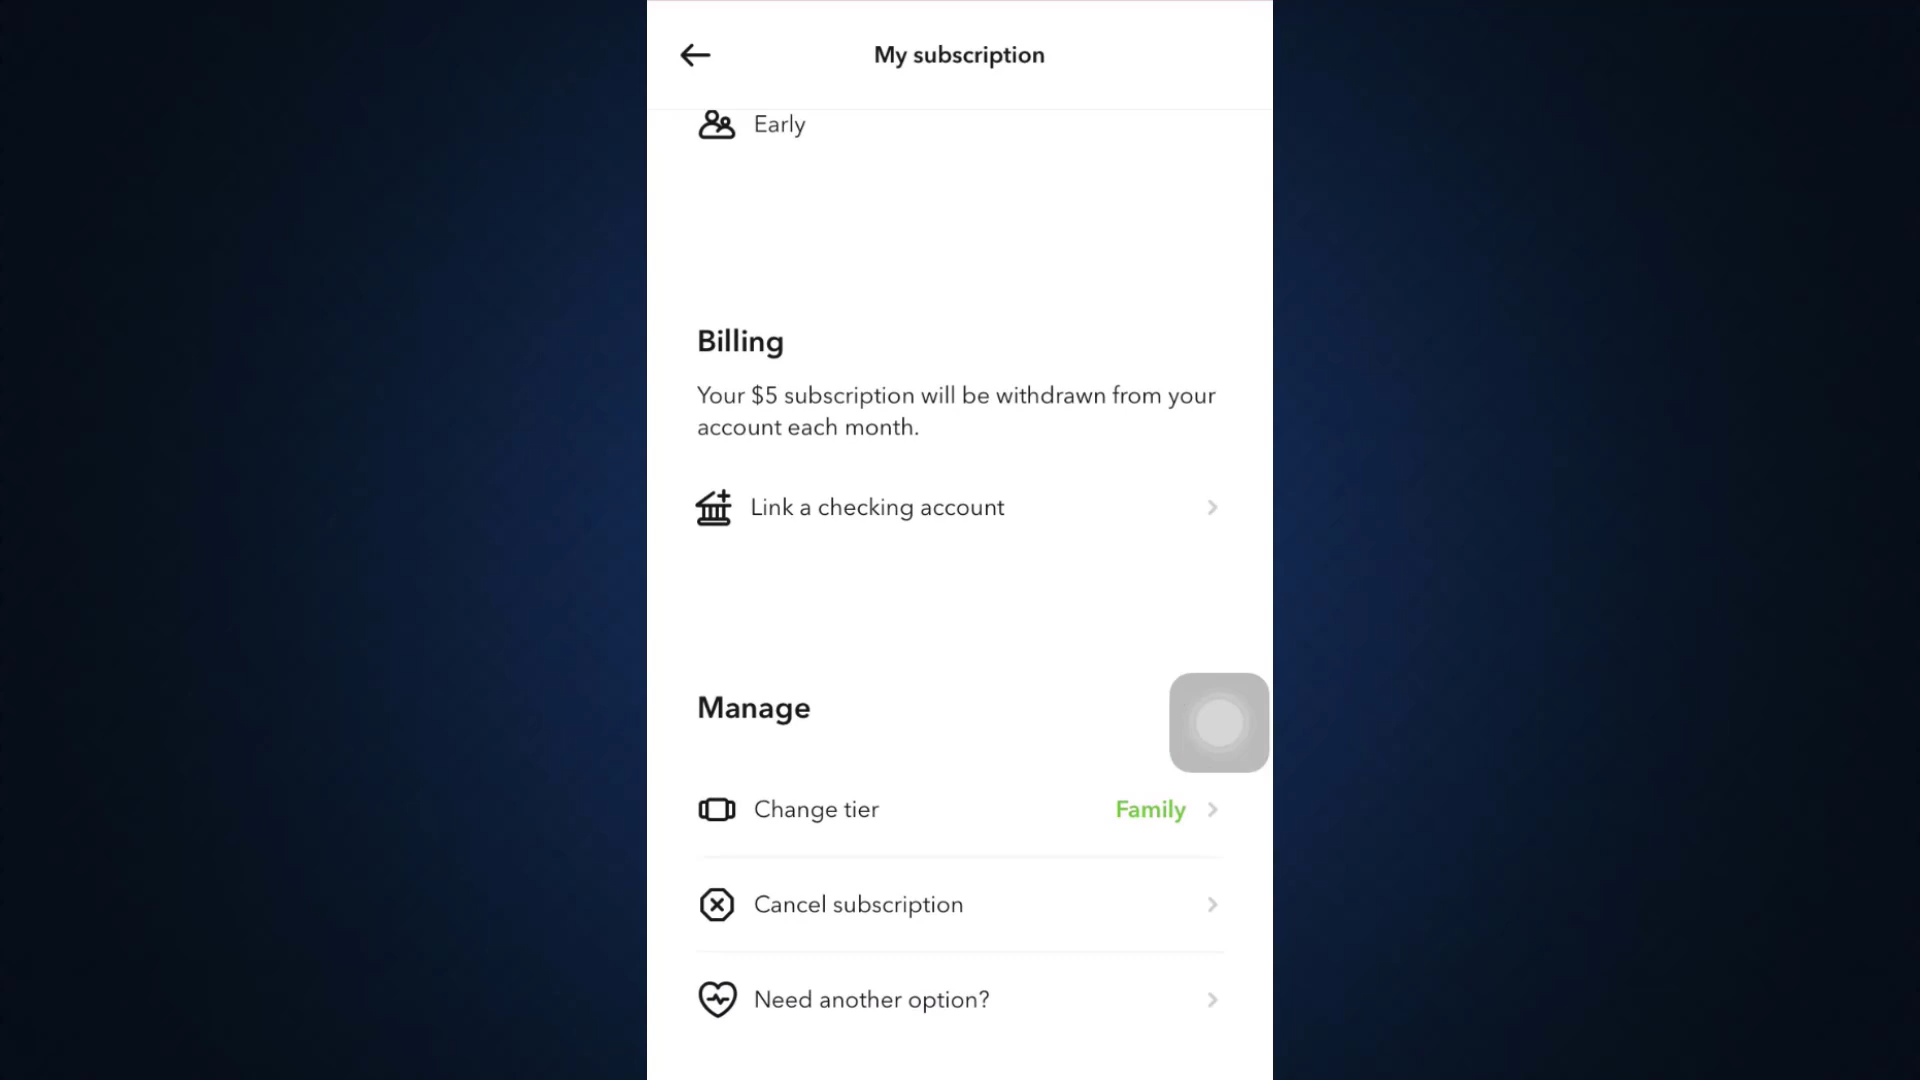 My subscription
Early
Billing
Your $5 subscription will be withdrawn from your
account each month.
Link a checking account
Manage
Change tier Family
Cancel subscription
Need another option?